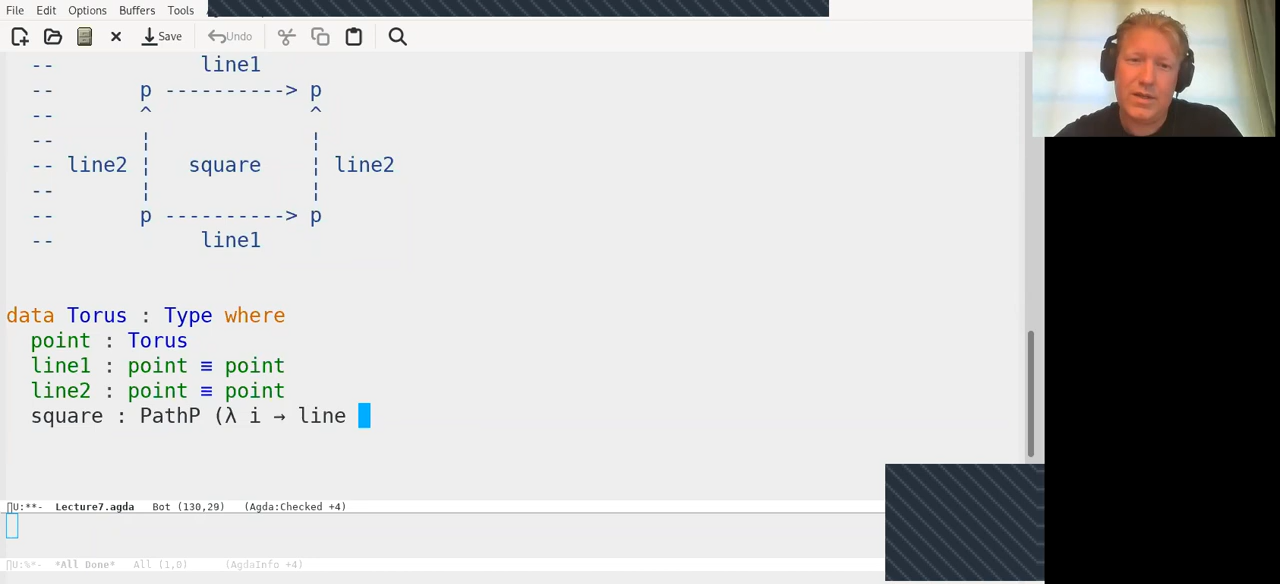 File Edit Options Buffers Tools
Save Undo
-- line1
-- p ----------> p
-- ^ ^
-- ¦ ¦
-- line2 ¦ square ¦ line2
-- ¦ ¦
-- p ----------> p
-- line1
data Torus : Type where
point : Torus
line1 : point ≡ point
line2 : point ≡ point
square : PathP (λ i → line
U:**- Lecture7.agda Bot (130,29) (Agda:Checked +4)
U:%*- *All Done* All (1,0) (AgdaInfo +4)